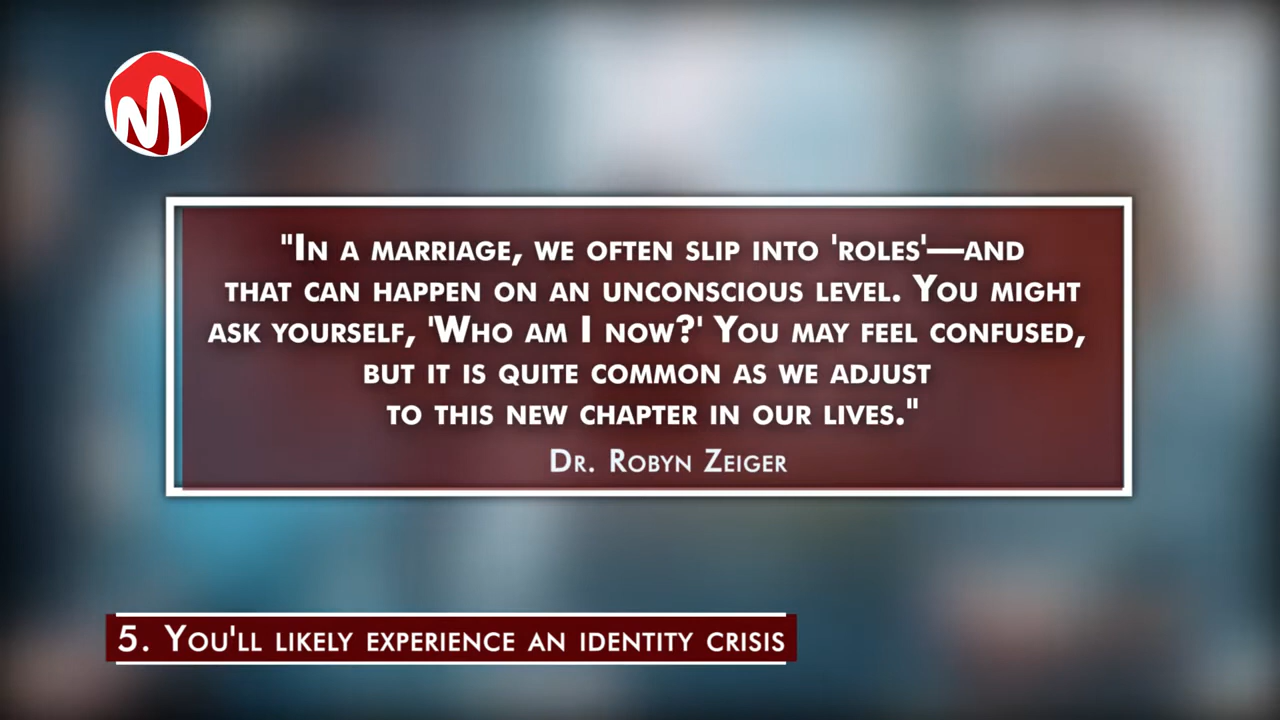 "In a marriage, we often slip into 'roles'—and
that can happen on an unconscious level. You might
ask yourself, 'Who am I now?' You may feel confused,
but it is quite common as we adjust
to this new chapter in our lives."
Dr. Robyn Zeiger
5. You'll likely experience an identity crisis